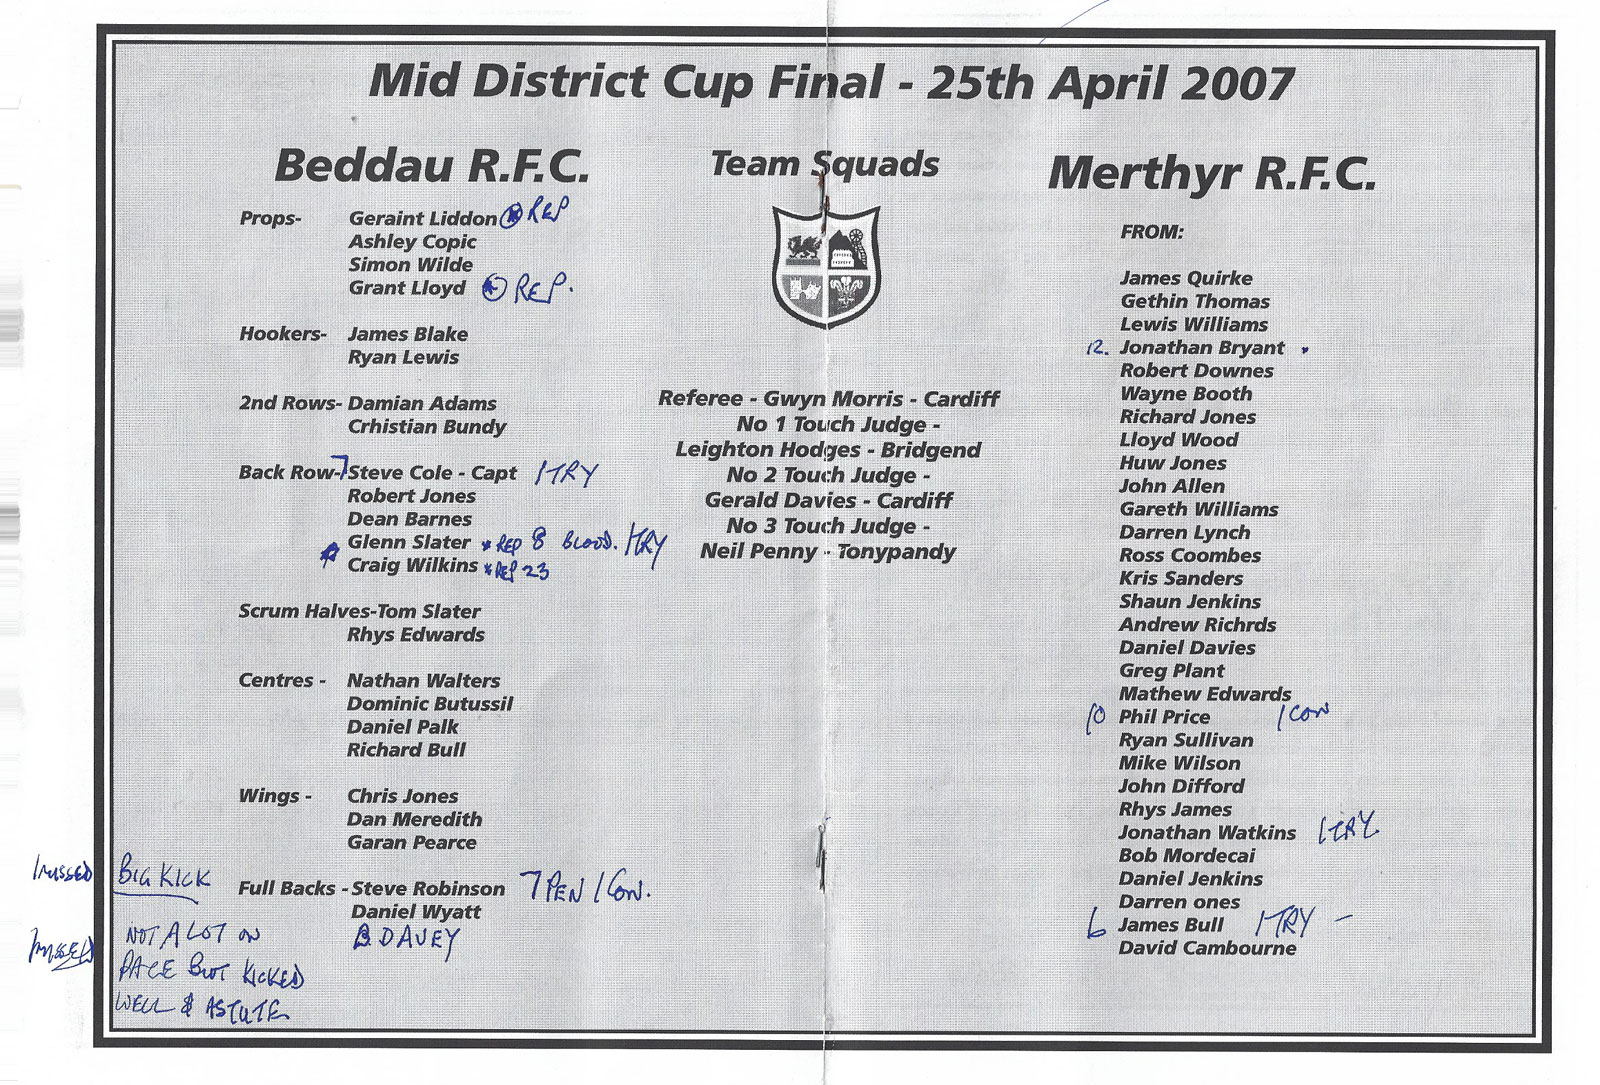 Mid District Cup Final - 25th April 2007
Beddau R.F.C.
Props- Geraint Liddon REP
Ashley Copic
Simon Wilde
Grant Lloyd REP.
Hookers- James Blake
Ryan Lewis
2nd Rows- Damian Adams
Crhistian Bundy
Back Row- 7 Steve Cole - Capt 1 TRY
Robert Jones
Dean Barnes
Glenn Slater * REP 8 BLOOD. 1 TRY
Craig Wilkins * REP 23
Scrum Halves-Tom Slater
Rhys Edwards
Centres - Nathan Walters
Dominic Butussil
Daniel Palk
Richard Bull
Wings - Chris Jones
Dan Meredith
Garan Pearce
Full Backs - Steve Robinson 7 PEN 1 CON.
Daniel Wyatt
B DAVEY
1 MISSED BIG KICK
NOT A LOT ON
PACE BUT KICKED
WELL & ASTUTE
Team Squads
Referee - Gwyn Morris - Cardiff
No 1 Touch Judge -
Leighton Hodges - Bridgend
No 2 Touch Judge -
Gerald Davies - Cardiff
No 3 Touch Judge -
Neil Penny - Tonypandy
Merthyr R.F.C.
FROM:
James Quirke
Gethin Thomas
Lewis Williams
12. Jonathan Bryant
Robert Downes
Wayne Booth
Richard Jones
Lloyd Wood
Huw Jones
John Allen
Gareth Williams
Darren Lynch
Ross Coombes
Kris Sanders
Shaun Jenkins
Andrew Richrds
Daniel Davies
Greg Plant
Mathew Edwards
10 Phil Price 1 CON
Ryan Sullivan
Mike Wilson
John Difford
Rhys James
Jonathan Watkins 1 TRY
Bob Mordecai
Daniel Jenkins
Darren ones
6 James Bull 1 TRY -
David Cambourne